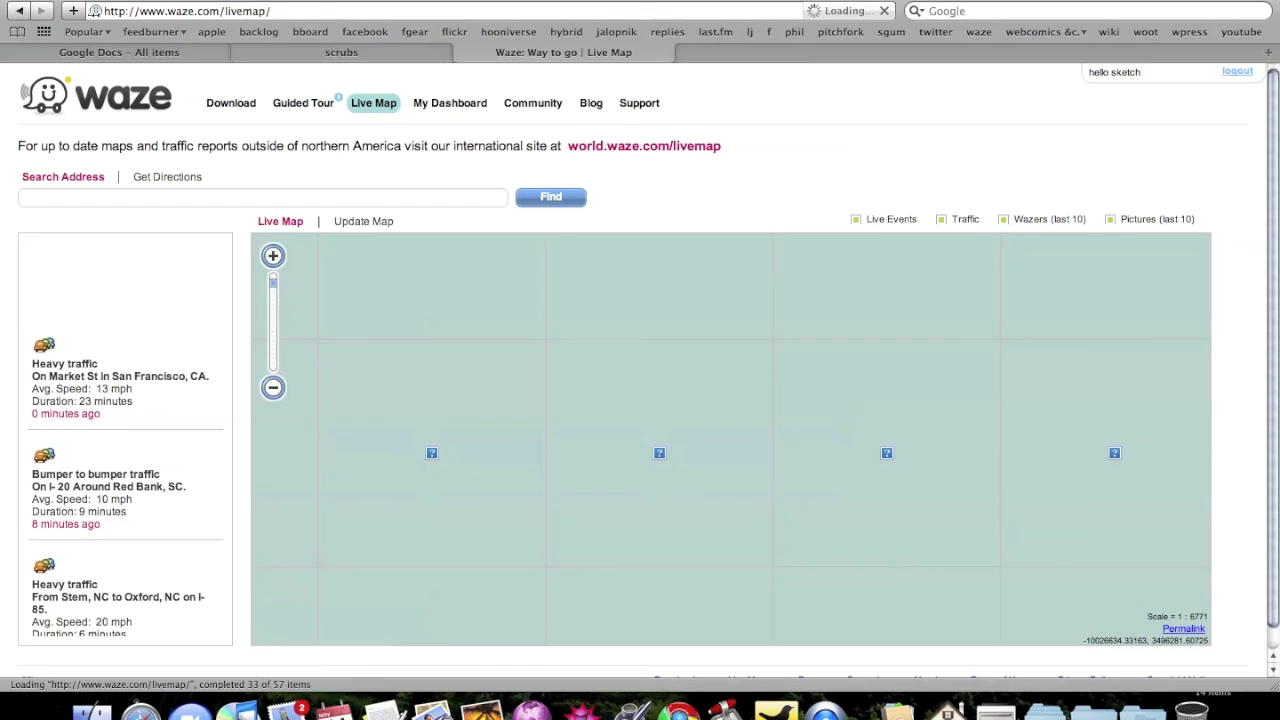 http://www.waze.com/livemap/
Loading...
Google
Popular
feedburner
apple
backlog
bboard
facebook
fgear
flickr
hooniverse
hybrid
jalopnik
replies
last.fm
lj
f
phil
pitchfork
sgum
twitter
waze
webcomics &c.
wiki
woot
wpress
youtube
Google Docs - All items
scrubs
Waze: Way to go | Live Map
hello sketch
logout
waze
Download
Guided Tour
Live Map
My Dashboard
Community
Blog
Support
For up to date maps and traffic reports outside of northern America visit our international site at world.waze.com/livemap
Search Address | Get Directions
Find
Live Map | Update Map
Live Events
Traffic
Wazers (last 10)
Pictures (last 10)
Heavy traffic
On Market St in San Francisco, CA.
Avg. Speed: 13 mph
Duration: 23 minutes
0 minutes ago
Bumper to bumper traffic
On I- 20 Around Red Bank, SC.
Avg. Speed: 10 mph
Duration: 9 minutes
8 minutes ago
Heavy traffic
From Stem, NC to Oxford, NC on I-
85.
Avg. Speed: 20 mph
Duration: 6 minutes
Scale = 1 : 6771
Permalink
-10026634.33163, 3496281.60725
Loading "http://www.waze.com/livemap/", completed 33 of 57 items
14 items
2
NOV